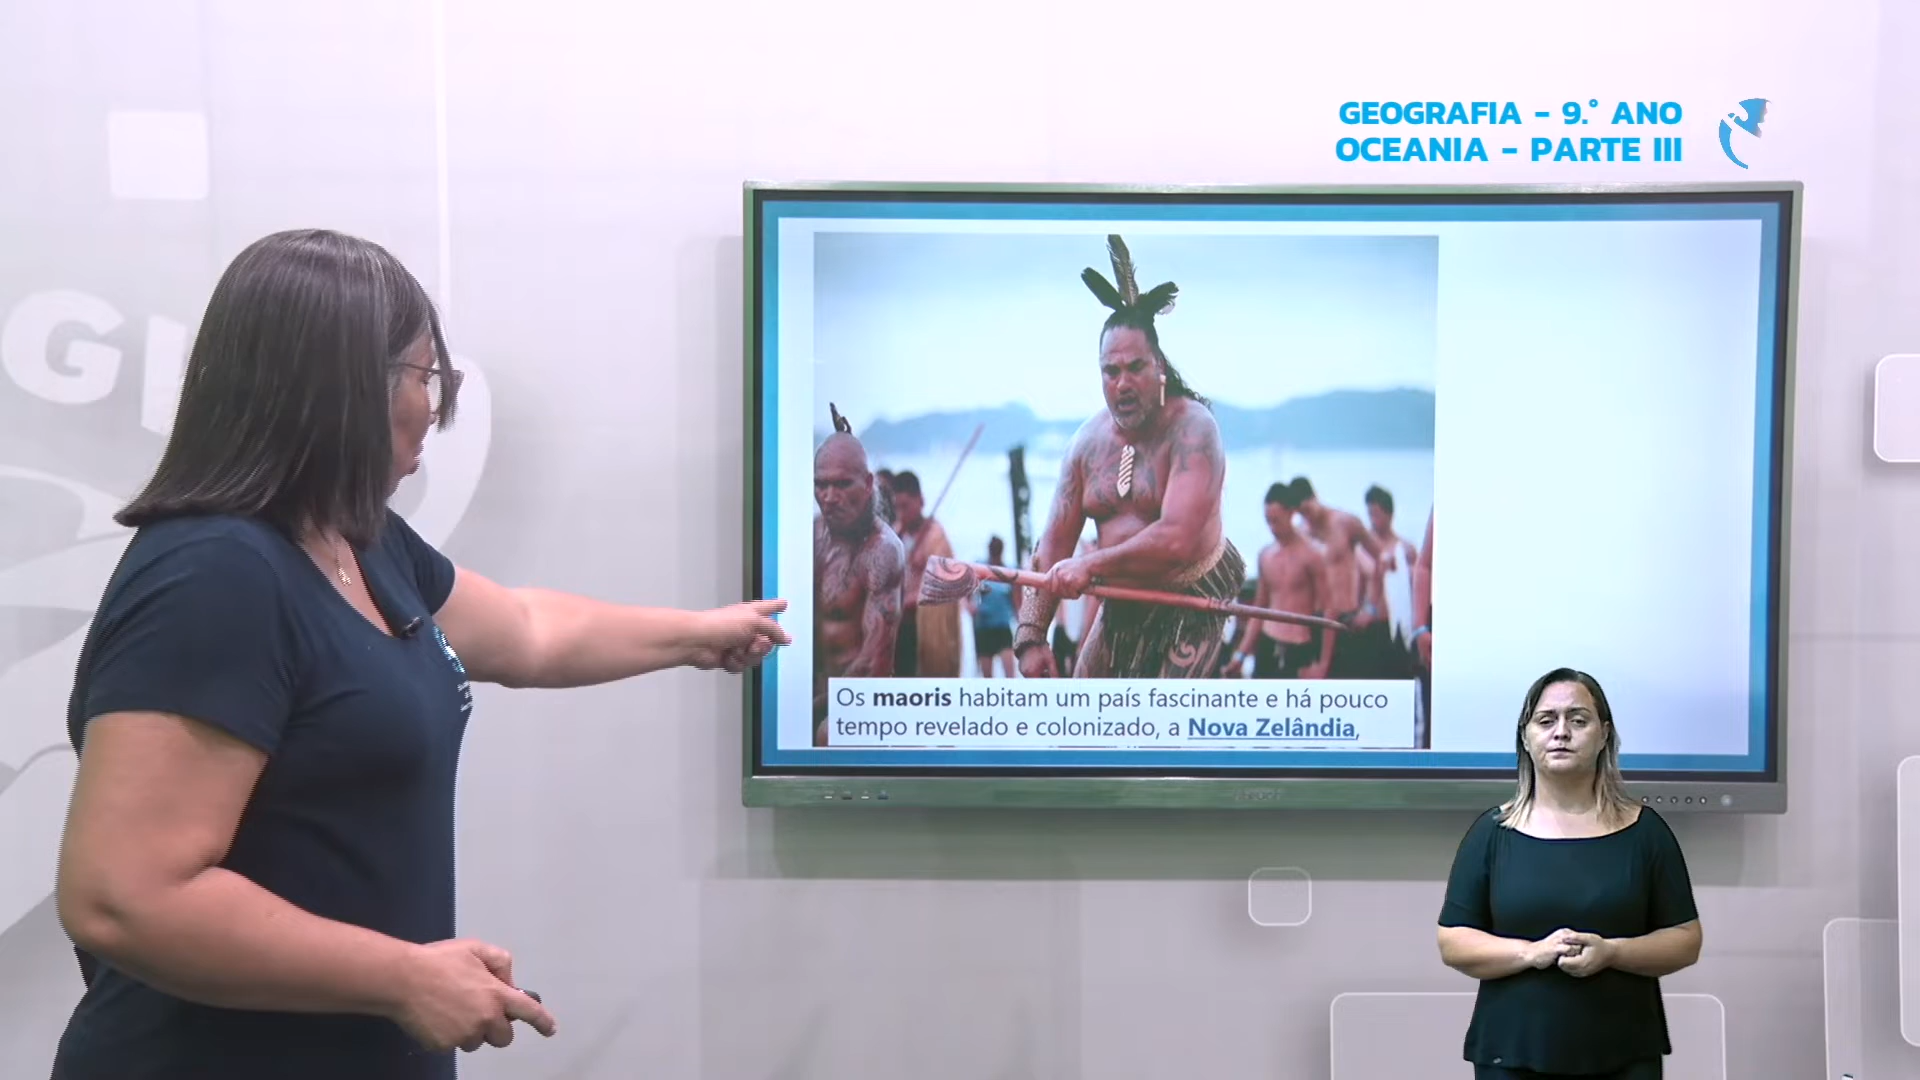 GEOGRAFIA - 9.° ANO
OCEANIA - PARTE III
Os maoris habitam um país fascinante e há pouco
tempo revelado e colonizado, a Nova Zelândia,